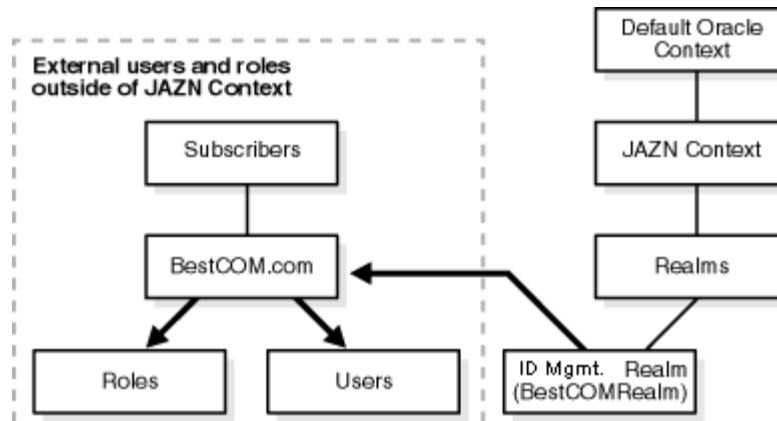 Default Oracle
Context
External users and roles
outside of JAZN Context
Subscribers
JAZN Context
BestCOM.com
Realms
Roles
Users
ID Mgmt. Realm
(BestCOMRealm)